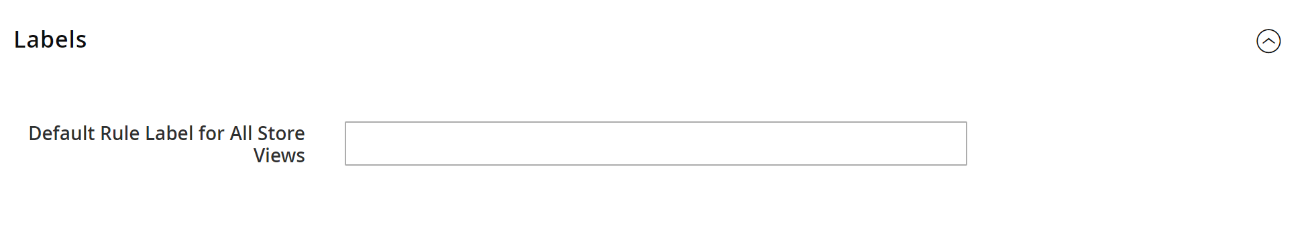 Labels
Default Rule Label for All Store
Views